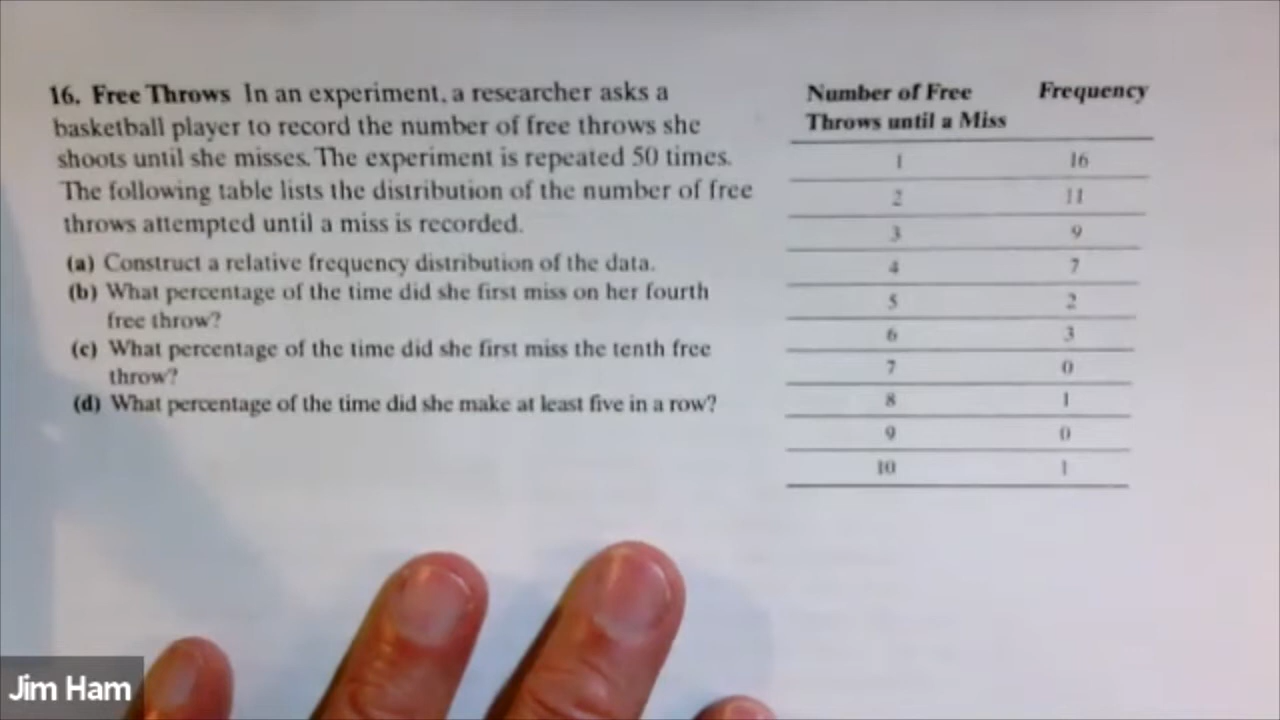 16. Free Throws In an experiment, a researcher asks a
basketball player to record the number of free throws she
shoots until she misses. The experiment is repeated 50 times.
The following table lists the distribution of the number of free
throws attempted until a miss is recorded.
(a) Construct a relative frequency distribution of the data.
(b) What percentage of the time did she first miss on her fourth
free throw?
(c) What percentage of the time did she first miss the tenth free
throw?
(d) What percentage of the time did she make at least five in a row?
Number of Free Frequency
Throws until a Miss
1 16
2 11
3 9
4 7
5 2
6 3
7 0
8 1
9 0
10 1
Jim Ham